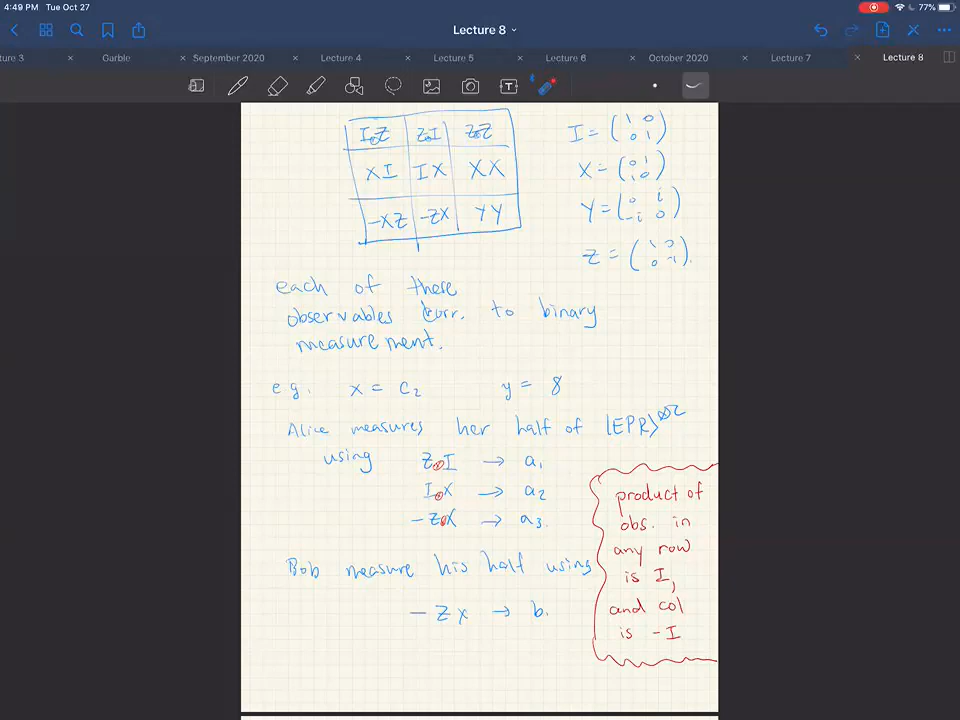 4:49 PM Tue Oct 27
77%
Lecture 8
ture 3
Garble
September 2020
Lecture 4
Lecture 5
Lecture 6
October 2020
Lecture 7
Lecture 8
I⊗Z Z⊗I Z⊗Z
XI IX XX
-XZ -ZX YY
I = (1 0 0 1)
X = (0 1 1 0)
Y = (0 i -i 0)
Z = (1 0 0 -1).
each of these
observables corr. to binary
measurement.
e.g. x = C2 y = 8
Alice measures her half of |EPR⟩⊗2
using Z⊗I → a1
I⊗X → a2
-Z⊗X → a3.
Bob measure his half using
- Z X → b.
product of
obs. in
any row
is I,
and col
is -I